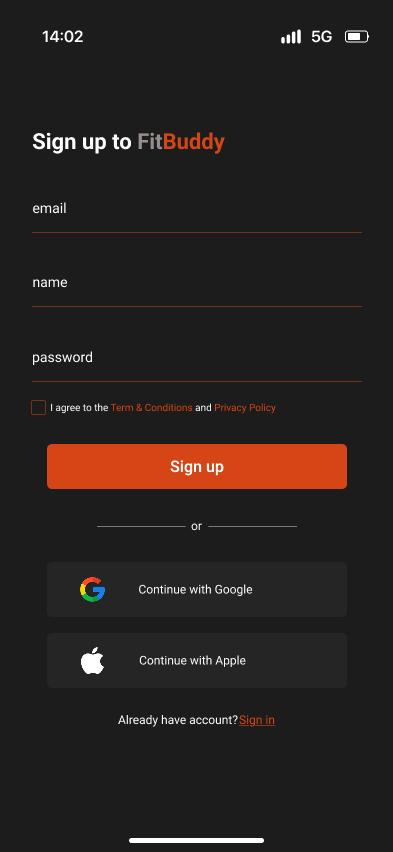 14:02 5G
Sign up to FitBuddy
email
name
password
I agree to the Term & Conditions and Privacy Policy
Sign up
or
Continue with Google
Continue with Apple
Already have account?Sign in